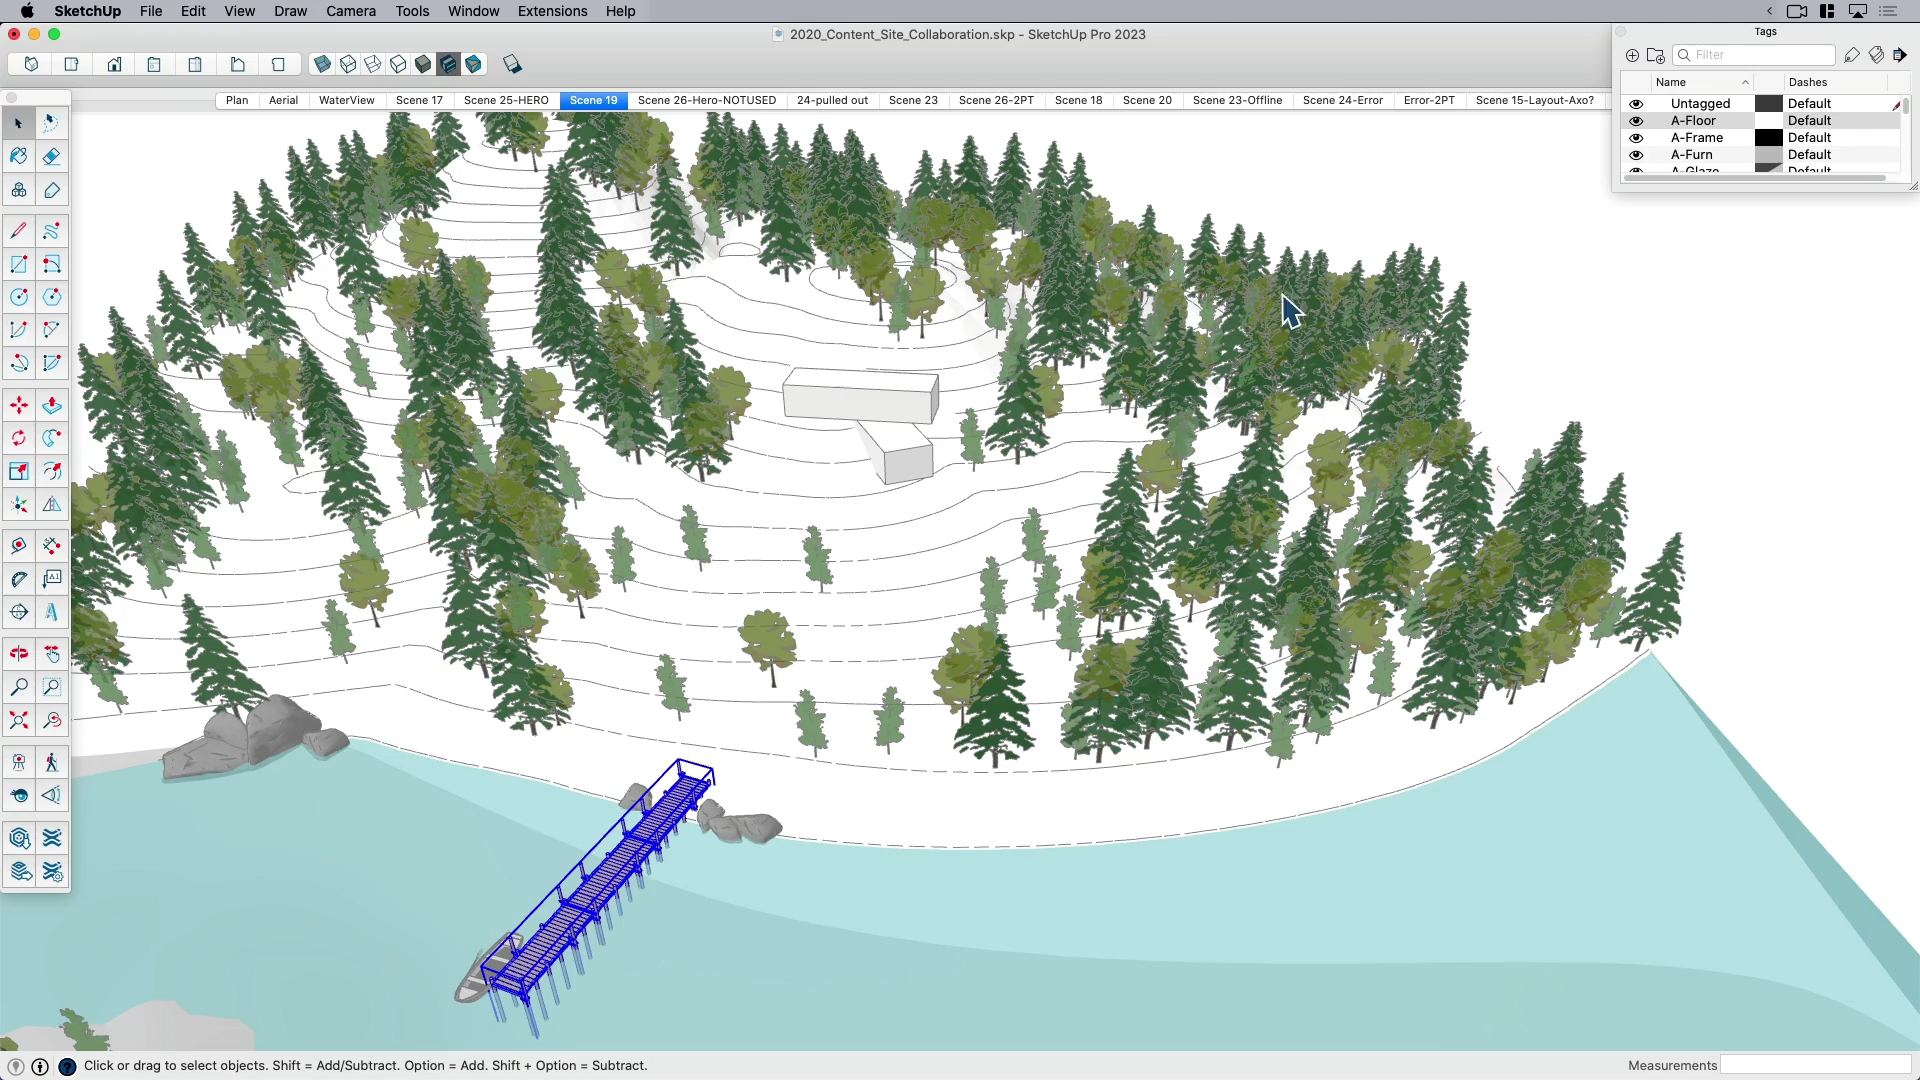 SketchUp File Edit View Draw Camera Tools Window Extensions Help
2020_Content_Site_Collaboration.skp - SketchUp Pro 2023
Tags
Filter
Name Dashes
Untagged Default
A-Floor Default
A-Frame Default
A-Furn Default
A-Glaze Default
Plan Aerial WaterView Scene 17 Scene 25-HERO Scene 19 Scene 26-Hero-NOTUSED 24-pulled out Scene 23 Scene 26-2PT Scene 18 Scene 20 Scene 23-Offline Scene 24-Error Error-2PT Scene 15-Layout-Axo?
A1
Click or drag to select objects. Shift = Add/Subtract. Option = Add. Shift + Option = Subtract.
Measurements